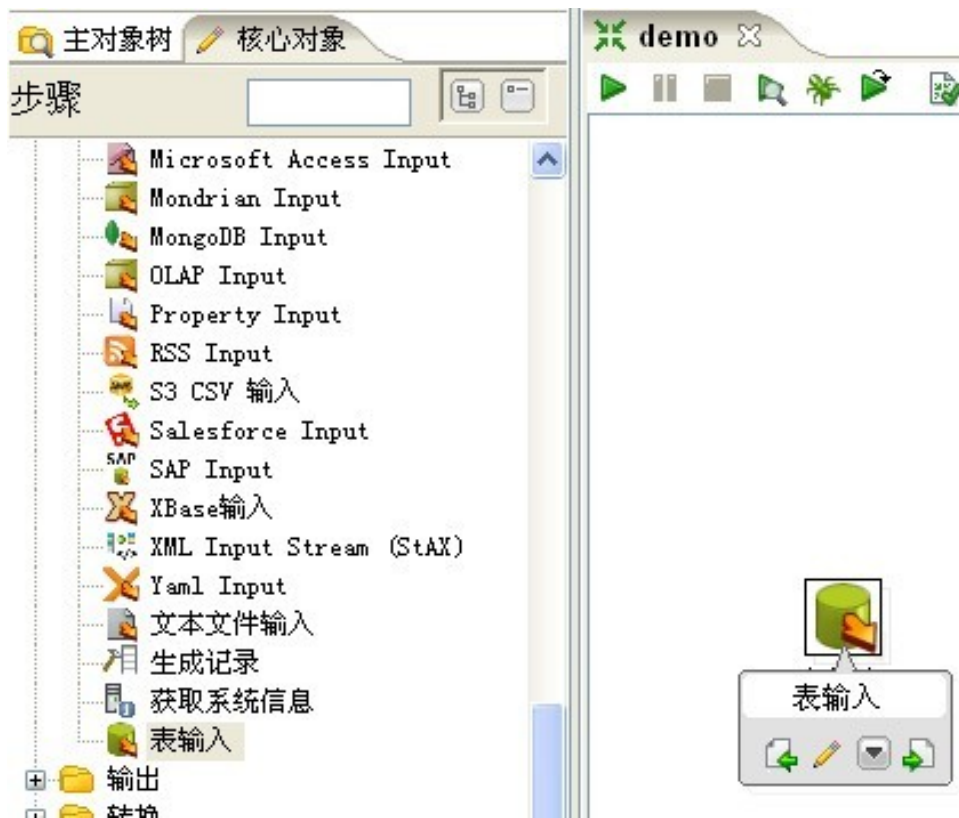 主对象树 核心对象
demo
步骤
Microsoft Access Input
Mondrian Input
MongoDB Input
OLAP Input
Property Input
RSS Input
S3 CSV 输入
Salesforce Input
SAP
SAP Input
XBase输入
XML Input Stream (StAX)
Yaml Input
文本文件输入
生成记录
获取系统信息
表输入
输出
转换
表输入